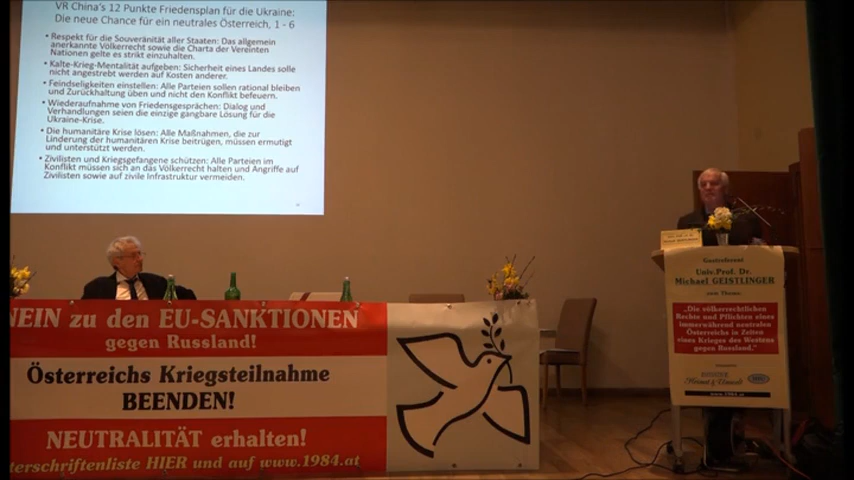 VR China's 12 Punkte Friedensplan für die Ukraine:
Die neue Chance für ein neutrales Österreich, 1 - 6
• Respekt für die Souveränität aller Staaten: Das allgemein
anerkannte Völkerrecht sowie die Charta der Vereinten
Nationen gelte es strikt einzuhalten.
• Kalte-Krieg-Mentalität aufgeben: Sicherheit eines Landes solle
nicht angestrebt werden auf Kosten anderer.
• Feindseligkeiten einstellen: Alle Parteien sollen rational bleiben
und Zurückhaltung üben und nicht den Konflikt befeuern.
• Wiederaufnahme von Friedensgesprächen: Dialog und
Verhandlungen seien die einzige gangbare Lösung für die
Ukraine-Krise.
• Die humanitäre Krise lösen: Alle Maßnahmen, die zur
Linderung der humanitären Krise beitrügen, müssen ermutigt
und unterstützt werden.
• Zivilisten und Kriegsgefangene schützen: Alle Parteien im
Konflikt müssen sich an das Völkerrecht halten und Angriffe auf
Zivilisten sowie auf zivile Infrastruktur vermeiden.
NEIN zu den EU-SANKTIONEN
gegen Russland!
Österreichs Kriegsteilnahme
BEENDEN!
NEUTRALITÄT erhalten!
terschriftenliste HIER und auf www.1984.at
Gastreferent
Univ.Prof. Dr.
Michael GEISTLINGER
zum Thema:
"Die völkerrechtlichen
Rechte und Pflichten eines
immerwährend neutralen
Österreichs in Zeiten
eines Krieges des Westens
gegen Russland."
Heimat & Umwelt
www.1984.at